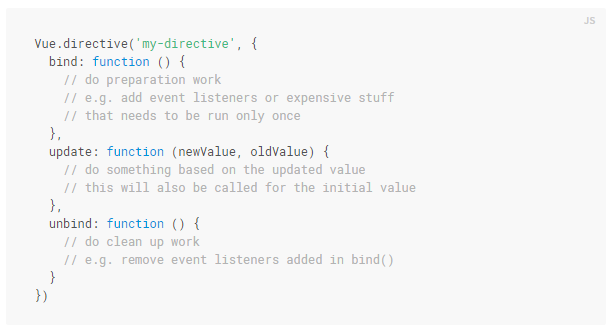 JS
Vue.directive('my-directive', {
  bind: function () {
    // do preparation work
    // e.g. add event listeners or expensive stuff
    // that needs to be run only once
  },
  update: function (newValue, oldValue) {
    // do something based on the updated value
    // this will also be called for the initial value
  },
  unbind: function () {
    // do clean up work
    // e.g. remove event listeners added in bind()
  }
})